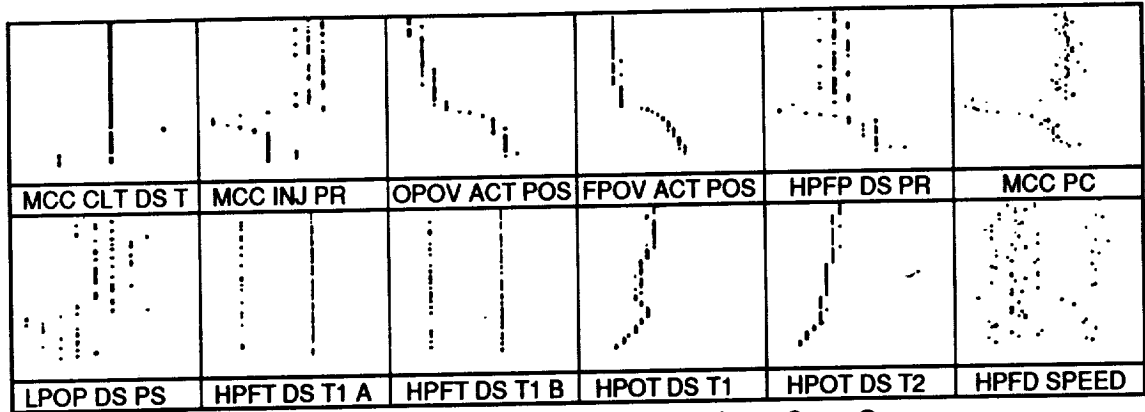 MCC CLT DS T MCC INJ PR OPOV ACT POS FPOV ACT POS HPFP DS PR MCC PC
LPOP DS PS HPFT DS T1 A HPFT DS T1 B HPOT DS T1 HPOT DS T2 HPFD SPEED